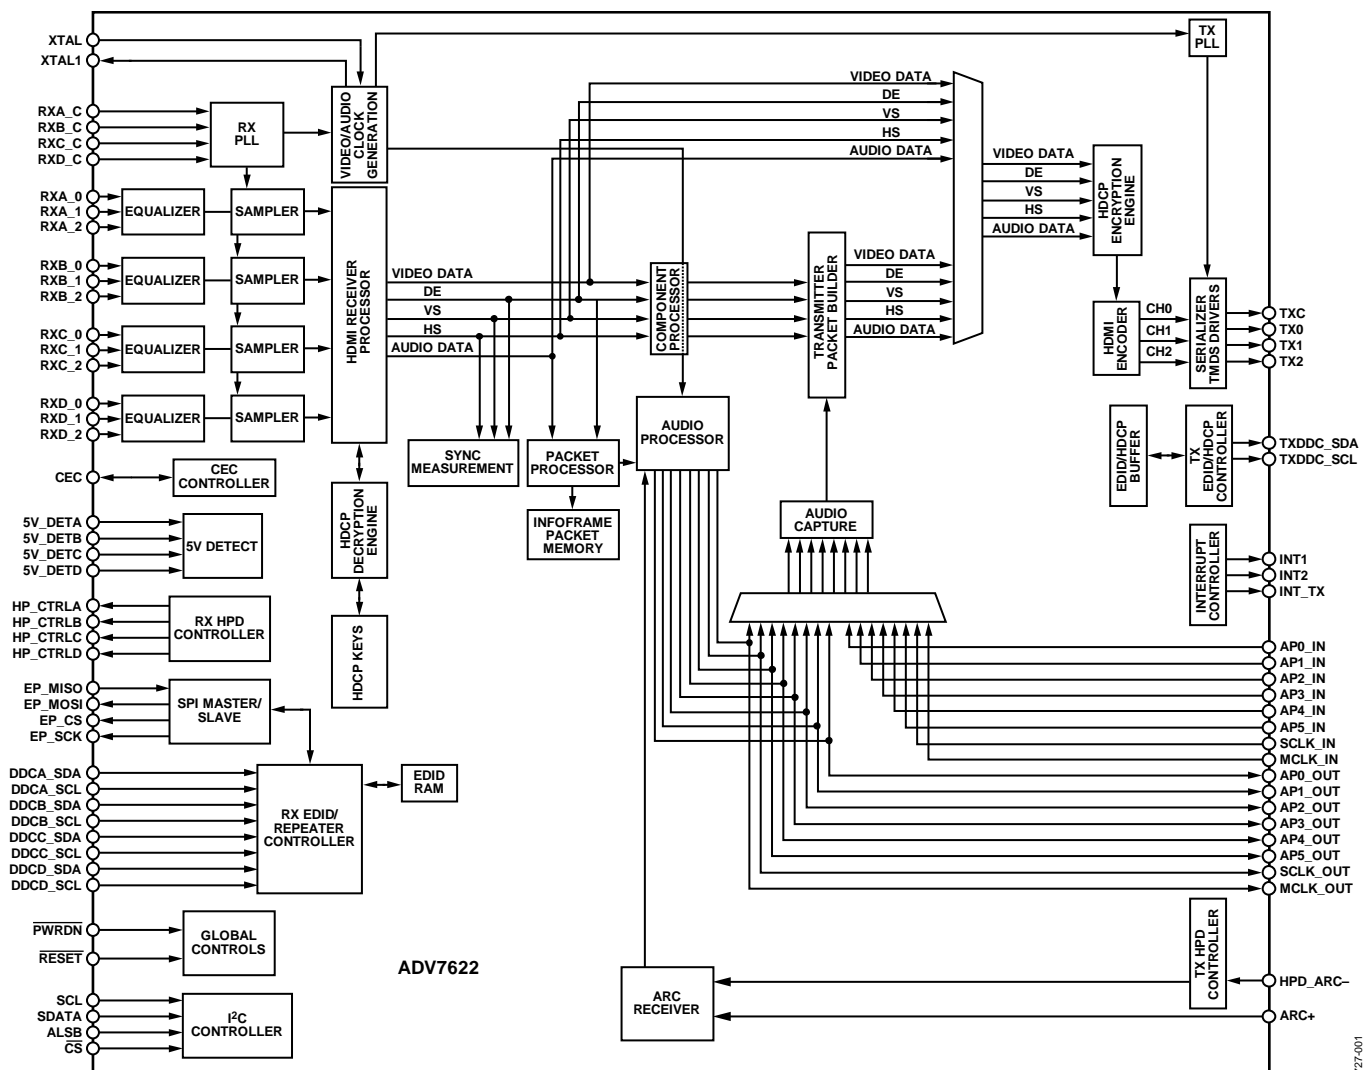 XTAL
XTAL1
RXA_C
RXB_C
RXC_C
RXD_C
RX
PLL
VIDEO/AUDIO
CLOCK
GENERATION
TX
PLL
RXA_0
RXA_1
RXA_2
EQUALIZER
SAMPLER
RXB_0
RXB_1
RXB_2
EQUALIZER
SAMPLER
RXC_0
RXC_1
RXC_2
EQUALIZER
SAMPLER
RXD_0
RXD_1
RXD_2
EQUALIZER
SAMPLER
HDMI RECEIVER
PROCESSOR
VIDEO DATA
DE
VS
HS
AUDIO DATA
VIDEO DATA
DE
VS
HS
AUDIO DATA
COMPONENT
PROCESSOR
TRANSMITTER
PACKET BUILDER
VIDEO DATA
DE
VS
HS
AUDIO DATA
VIDEO DATA
DE
VS
HS
AUDIO DATA
HDCP
ENCRYPTION
ENGINE
HDMI
ENCODER
CH0
CH1
CH2
SERIALIZER
TMDS DRIVERS
TXC
TX0
TX1
TX2
CEC
CEC
CONTROLLER
SYNC
MEASUREMENT
PACKET
PROCESSOR
AUDIO
PROCESSOR
INFOFRAME
PACKET
MEMORY
AUDIO
CAPTURE
EDID/HDCP
BUFFER
TX
EDID/HDCP
CONTROLLER
TXDDC_SDA
TXDDC_SCL
5V_DETA
5V_DETB
5V_DETC
5V_DETD
5V DETECT
HDCP
DECRYPTION
ENGINE
INTERRUPT
CONTROLLER
INT1
INT2
INT_TX
HP_CTRLA
HP_CTRLB
HP_CTRLC
HP_CTRLD
RX HPD
CONTROLLER
HDCP KEYS
EP_MISO
EP_MOSI
EP_CS
EP_SCK
SPI MASTER/
SLAVE
AP0_IN
AP1_IN
AP2_IN
AP3_IN
AP4_IN
AP5_IN
SCLK_IN
MCLK_IN
AP0_OUT
AP1_OUT
AP2_OUT
AP3_OUT
AP4_OUT
AP5_OUT
SCLK_OUT
MCLK_OUT
DDCA_SDA
DDCA_SCL
DDCB_SDA
DDCB_SCL
DDCC_SDA
DDCC_SCL
DDCD_SDA
DDCD_SCL
RX EDID/
REPEATER
CONTROLLER
EDID
RAM
PWRDN
RESET
GLOBAL
CONTROLS
ADV7622
SCL
SDATA
ALSB
CS
I2C
CONTROLLER
ARC
RECEIVER
TX HPD
CONTROLLER
HPD_ARC–
ARC+
727-001